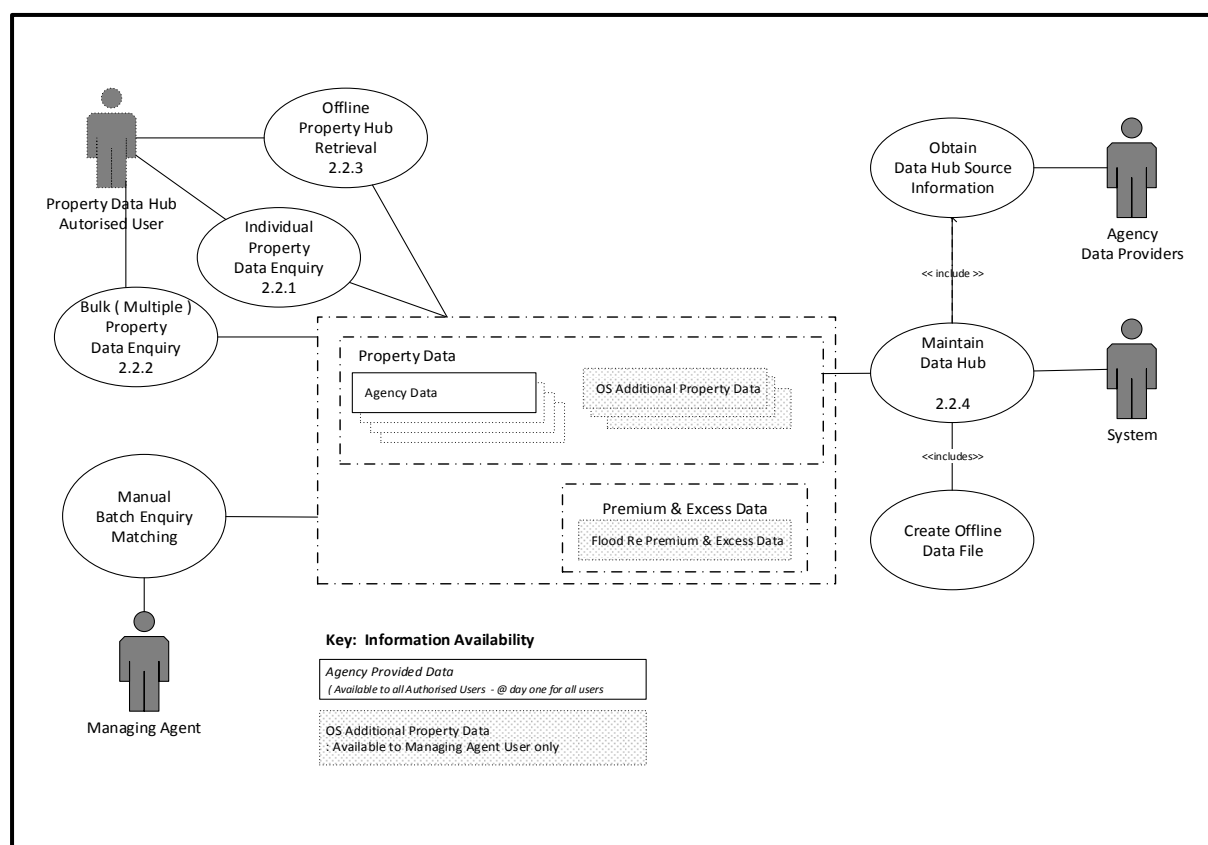 Offline
Property Hub
Retrieval
2.2.3
Property Data Hub
Autorised User
Individual
Property
Data Enquiry
2.2.1
Bulk ( Multiple )
Property
Data Enquiry
2.2.2
Obtain
Data Hub Source
Information
Agency
Data Providers
<< include >>
Property Data
Agency Data
OS Additional Property Data
Maintain
Data Hub
2.2.4
System
<<includes>>
Manual
Batch Enquiry
Matching
Premium & Excess Data
Flood Re Premium & Excess Data
Create Offline
Data File
Managing Agent
Key:  Information Availability
Agency Provided Data
( Available to all Authorised Users  - @ day one for all users
OS Additional Property Data
: Available to Managing Agent User only